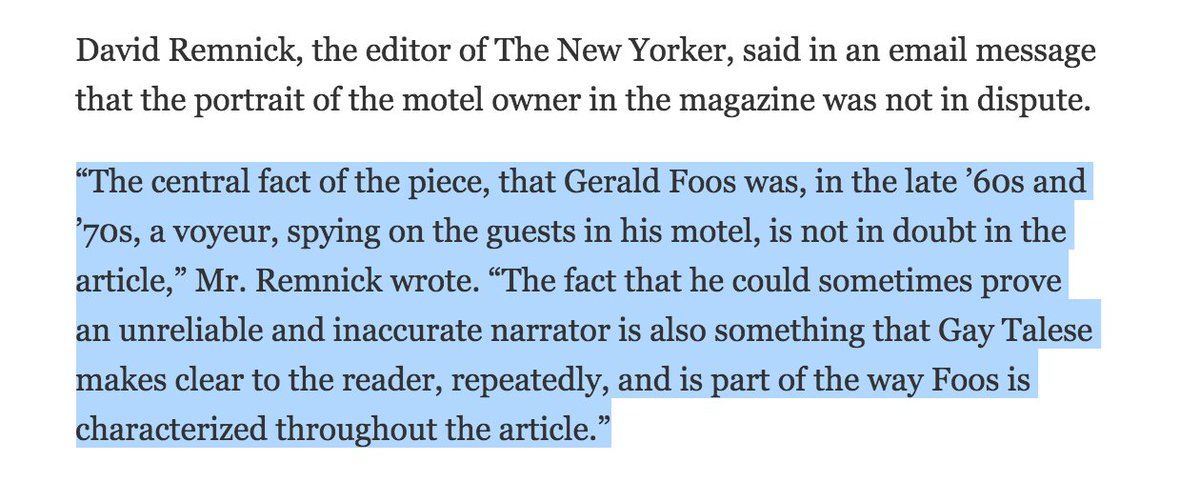 David Remnick, the editor of The New Yorker, said in an email message
that the portrait of the motel owner in the magazine was not in dispute.
“The central fact of the piece, that Gerald Foos was, in the late ’60s and
’70s, a voyeur, spying on the guests in his motel, is not in doubt in the
article,” Mr. Remnick wrote. “The fact that he could sometimes prove
an unreliable and inaccurate narrator is also something that Gay Talese
makes clear to the reader, repeatedly, and is part of the way Foos is
characterized throughout the article.”